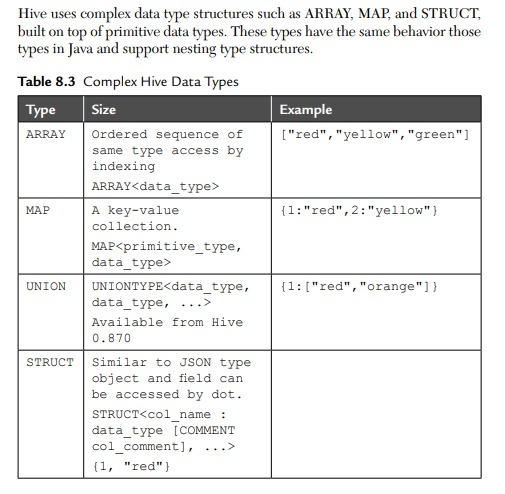 Hive uses complex data type structures such as ARRAY, MAP, and STRUCT,
built on top of primitive data types. These types have the same behavior those
types in Java and support nesting type structures.
Table 8.3 Complex Hive Data Types
Type Size Example
ARRAY Ordered sequence of ["red","yellow","green"]
same type access by
indexing
ARRAY<data_type>
MAP A key-value {1:"red",2:"yellow"}
collection.
MAP<primitive_type,
data_type>
UNION UNIONTYPE<data_type, {1:["red","orange"]}
data_type, ...>
Available from Hive
0.870
STRUCT Similar to JSON type
object and field can
be accessed by dot.
STRUCT<col_name :
data_type [COMMENT
col_comment], ...>
{1, "red"}